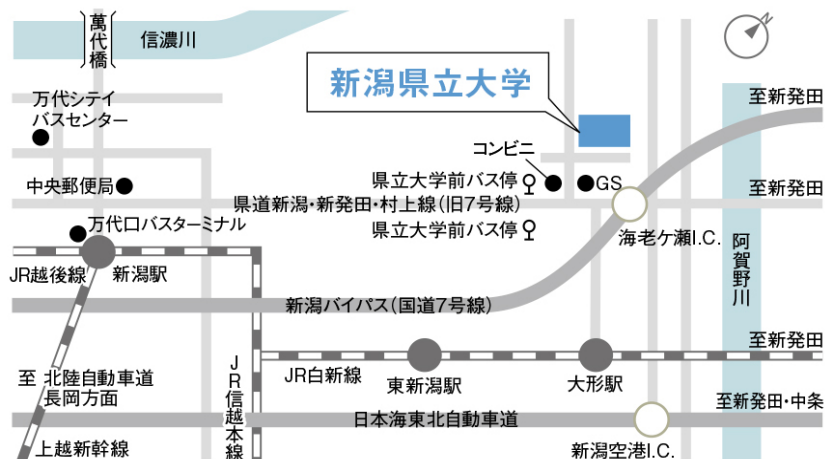 萬代橋
信濃川
新潟県立大学
至新発田
万代シテイ
バスセンター
コンビニ
中央郵便局
県立大学前バス停
GS
至新発田
県道新潟・新発田・村上線(旧7号線)
万代口バスターミナル
県立大学前バス停
海老ケ瀬I.C.
阿賀野川
JR越後線
新潟駅
新潟バイパス(国道7号線)
至新発田
JR信越本線
JR白新線
東新潟駅
大形駅
至 北陸自動車道
長岡方面
至新発田・中条
日本海東北自動車道
上越新幹線
新潟空港I.C.
N